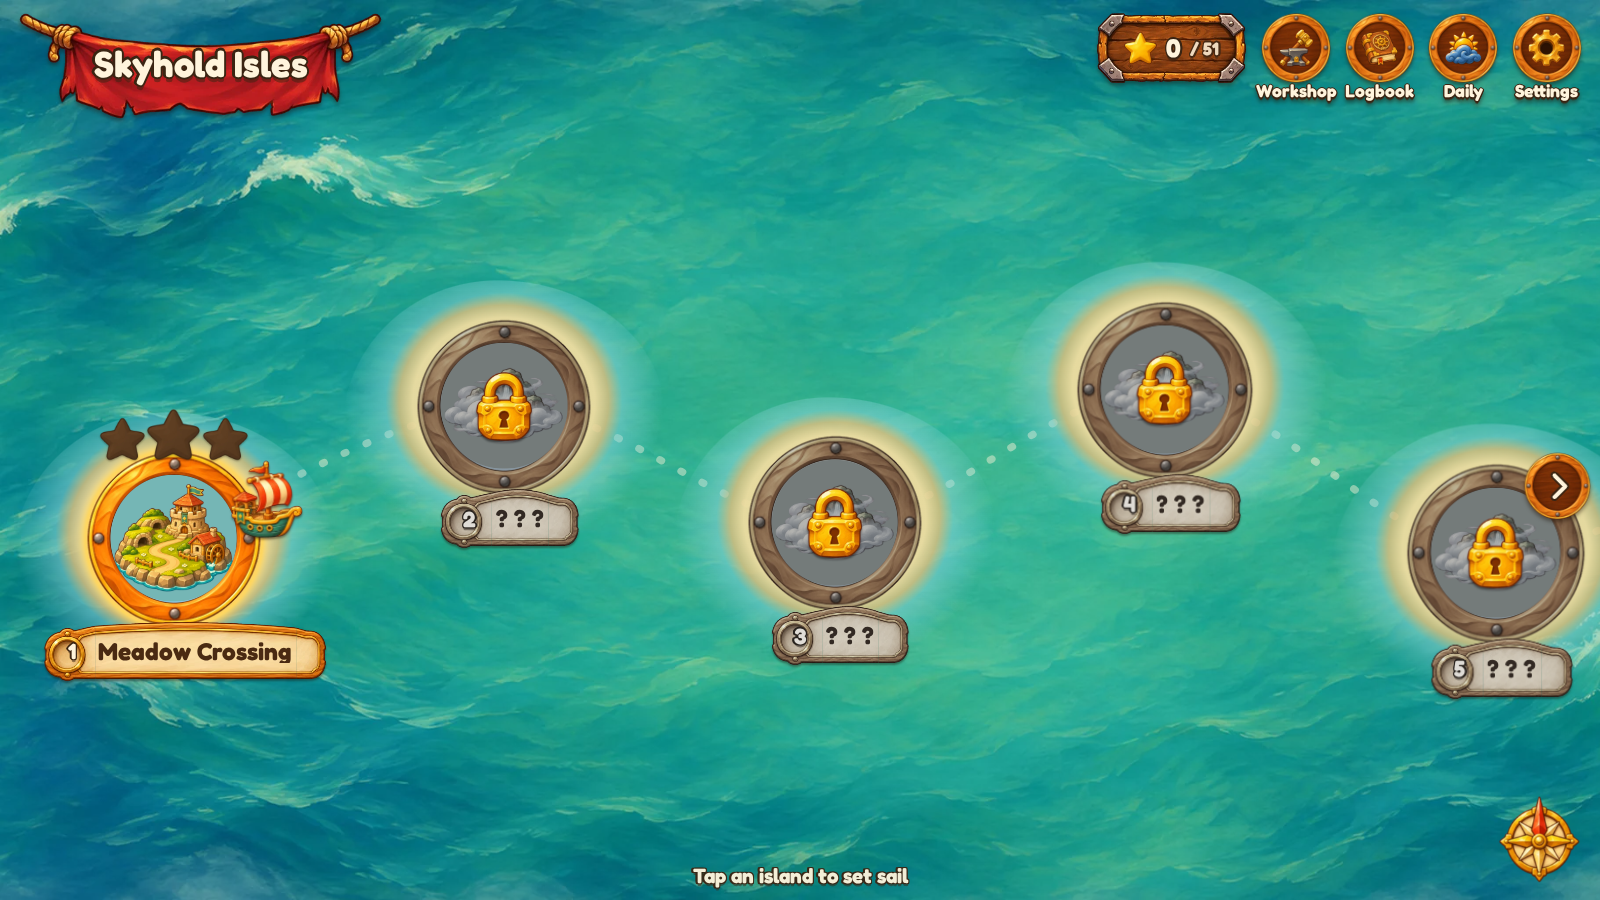 Skyhold Isles
0 / 51
Workshop
Logbook
Daily
Settings
1 Meadow Crossing
2 ???
3 ???
4 ???
5 ???
Tap an island to set sail